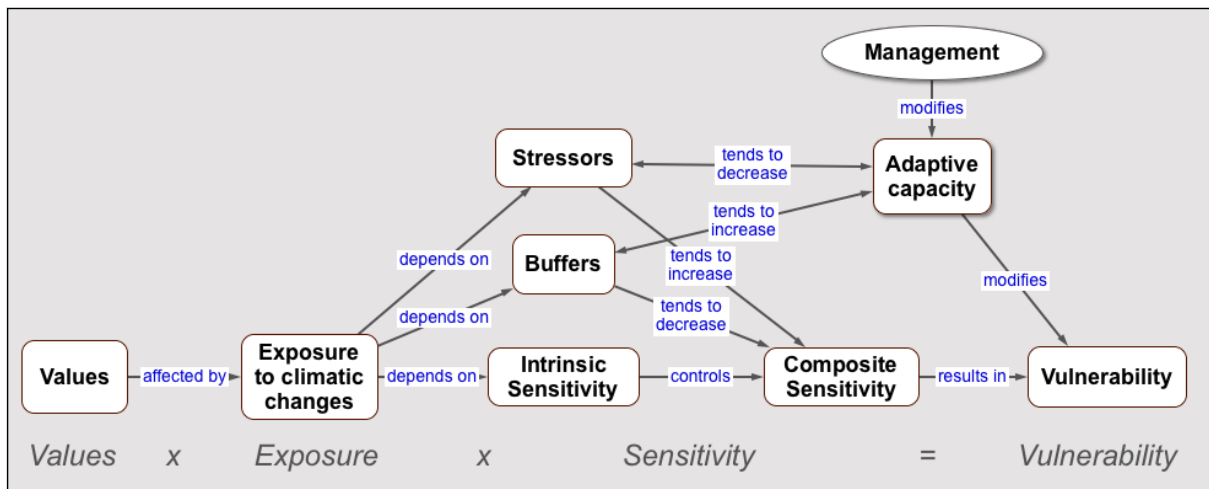 Management
modifies
Stressors
tends to
decrease
Adaptive
capacity
tends to
increase
depends on
Buffers
tends to
increase
modifies
depends on
tends to
decrease
Values
affected by
Exposure
to climatic
changes
depends on
Intrinsic
Sensitivity
controls
Composite
Sensitivity
results in
Vulnerability
Values x Exposure x Sensitivity = Vulnerability